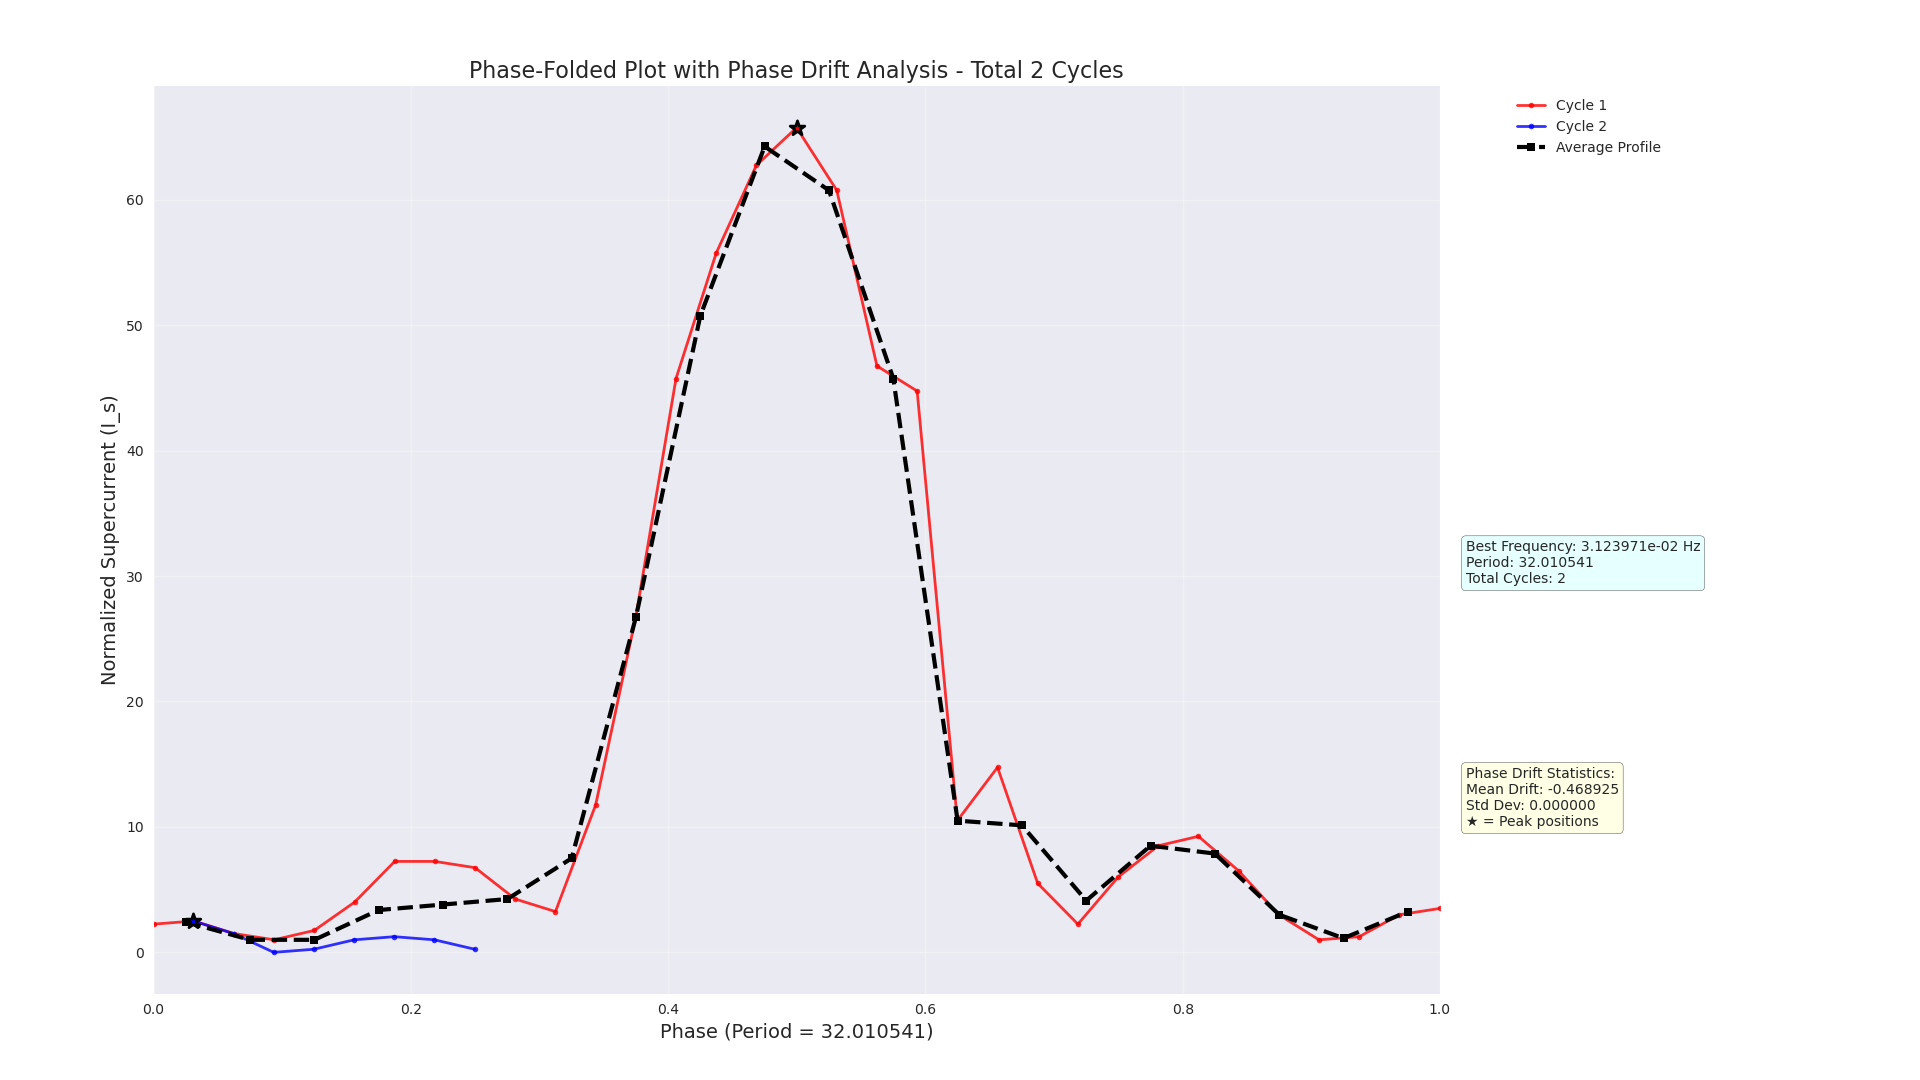 Phase-Folded Plot with Phase Drift Analysis - Total 2 Cycles
Cycle 1
Cycle 2
Average Profile
Normalized Supercurrent (I_s)
60
50
40
30
20
10
0
0.0
0.2
0.4
0.6
0.8
1.0
Phase (Period = 32.010541)
Best Frequency: 3.123971e-02 Hz
Period: 32.010541
Total Cycles: 2
Phase Drift Statistics:
Mean Drift: -0.468925
Std Dev: 0.000000
★ = Peak positions